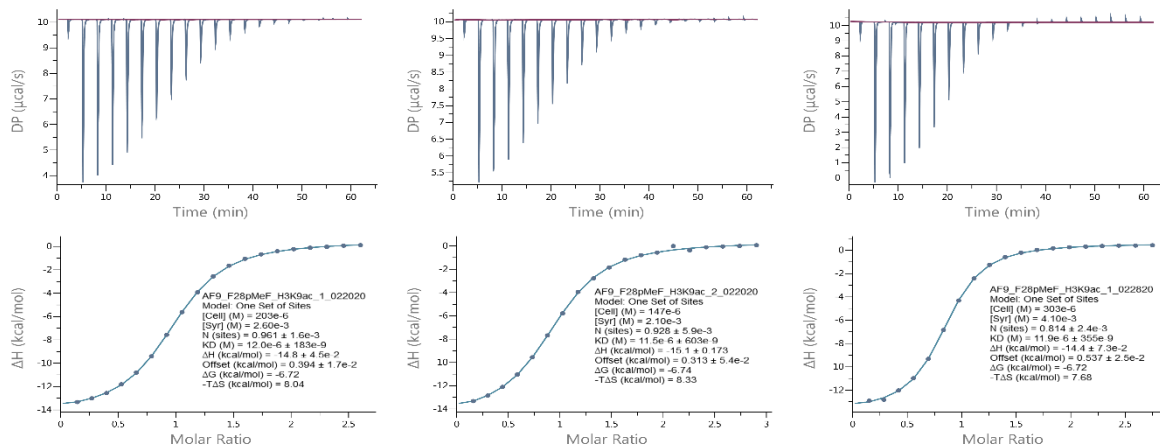 DP (µcal/s)
10
9
8
7
6
5
4
0 10 20 30 40 50 60
Time (min)
DP (µcal/s)
10
9.5
9
8.5
8
7.5
7
6.5
6
5.5
0 10 20 30 40 50 60
Time (min)
DP (µcal/s)
10
9
8
7
6
5
4
3
2
1
0
0 10 20 30 40 50 60
Time (min)
ΔH (kcal/mol)
0
-2
-4
-6
-8
-10
-12
-14
AF9_F28pMeF_H3K9ac_1_022020
Model: One Set of Sites
[Cell] (M) = 203e-6
[Syr] (M) = 2.60e-3
N (sites) = 0.961 ± 1.6e-3
KD (M) = 12.0e-6 ± 183e-9
ΔH (kcal/mol) = -14.8 ± 4.5e-2
Offset (kcal/mol) = 0.394 ± 1.7e-2
ΔG (kcal/mol) = -6.72
-TΔS (kcal/mol) = 8.04
0 0.5 1 1.5 2 2.5
Molar Ratio
ΔH (kcal/mol)
0
-2
-4
-6
-8
-10
-12
-14
AF9_F28pMeF_H3K9ac_2_022020
Model: One Set of Sites
[Cell] (M) = 147e-6
[Syr] (M) = 2.10e-3
N (sites) = 0.928 ± 5.9e-3
KD (M) = 11.5e-6 ± 603e-9
ΔH (kcal/mol) = -15.1 ± 0.173
Offset (kcal/mol) = 0.313 ± 5.4e-2
ΔG (kcal/mol) = -6.74
-TΔS (kcal/mol) = 8.33
0 0.5 1 1.5 2 2.5 3
Molar Ratio
ΔH (kcal/mol)
0
-2
-4
-6
-8
-10
-12
AF9_F28pMeF_H3K9ac_1_022820
Model: One Set of Sites
[Cell] (M) = 303e-6
[Syr] (M) = 4.10e-3
N (sites) = 0.814 ± 2.4e-3
KD (M) = 11.9e-6 ± 355e-9
ΔH (kcal/mol) = -14.4 ± 7.3e-2
Offset (kcal/mol) = 0.537 ± 2.5e-2
ΔG (kcal/mol) = -6.72
-TΔS (kcal/mol) = 7.68
0 0.5 1 1.5 2 2.5
Molar Ratio